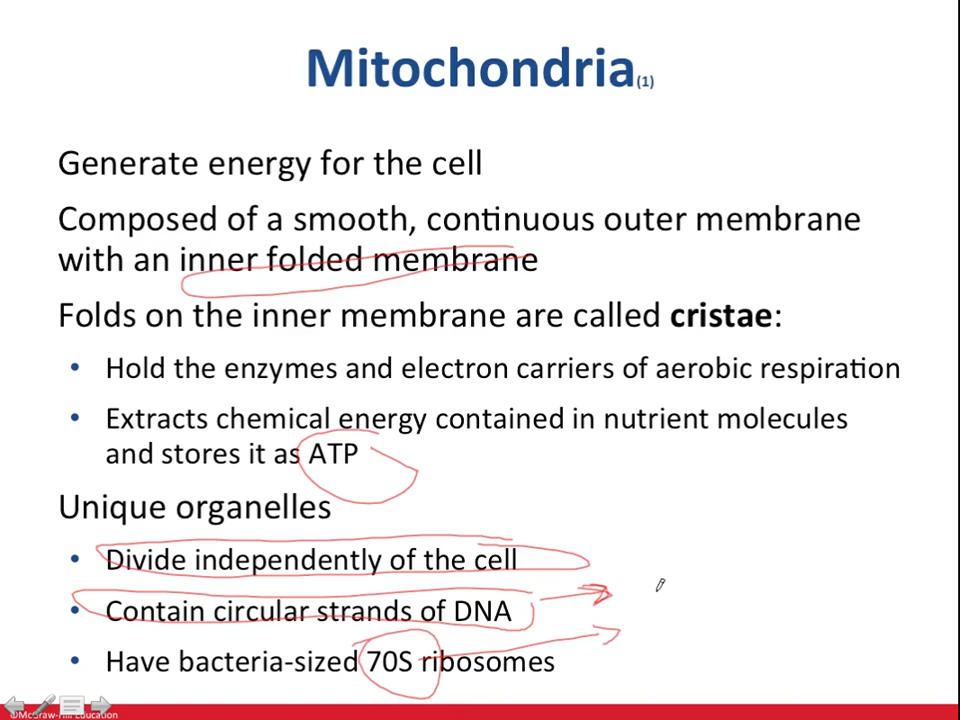 Mitochondria(1)
Generate energy for the cell
Composed of a smooth, continuous outer membrane
with an inner folded membrane
Folds on the inner membrane are called cristae:
• Hold the enzymes and electron carriers of aerobic respiration
• Extracts chemical energy contained in nutrient molecules
and stores it as ATP
Unique organelles
• Divide independently of the cell
• Contain circular strands of DNA
• Have bacteria-sized 70S ribosomes
©McGraw-Hill Education